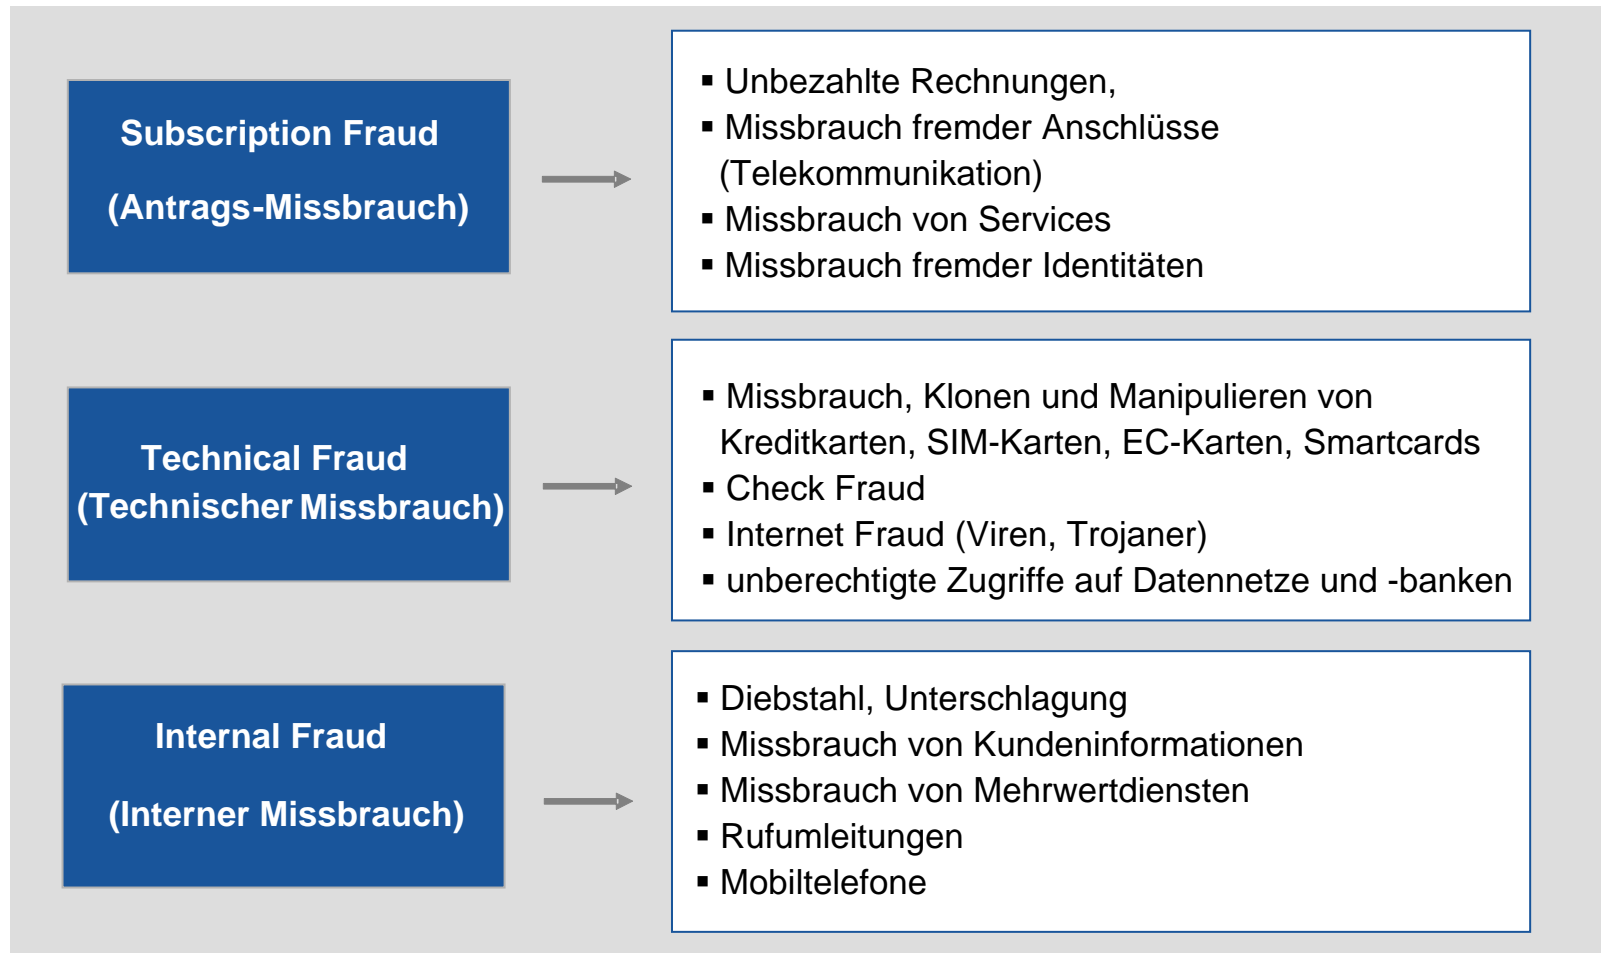 Subscription Fraud
(Antrags-Missbrauch)
▪ Unbezahlte Rechnungen,
▪ Missbrauch fremder Anschlüsse
(Telekommunikation)
▪ Missbrauch von Services
▪ Missbrauch fremder Identitäten
Technical Fraud
(Technischer Missbrauch)
▪ Missbrauch, Klonen und Manipulieren von
Kreditkarten, SIM-Karten, EC-Karten, Smartcards
▪ Check Fraud
▪ Internet Fraud (Viren, Trojaner)
▪ unberechtigte Zugriffe auf Datennetze und -banken
Internal Fraud
(Interner Missbrauch)
▪ Diebstahl, Unterschlagung
▪ Missbrauch von Kundeninformationen
▪ Missbrauch von Mehrwertdiensten
▪ Rufumleitungen
▪ Mobiltelefone